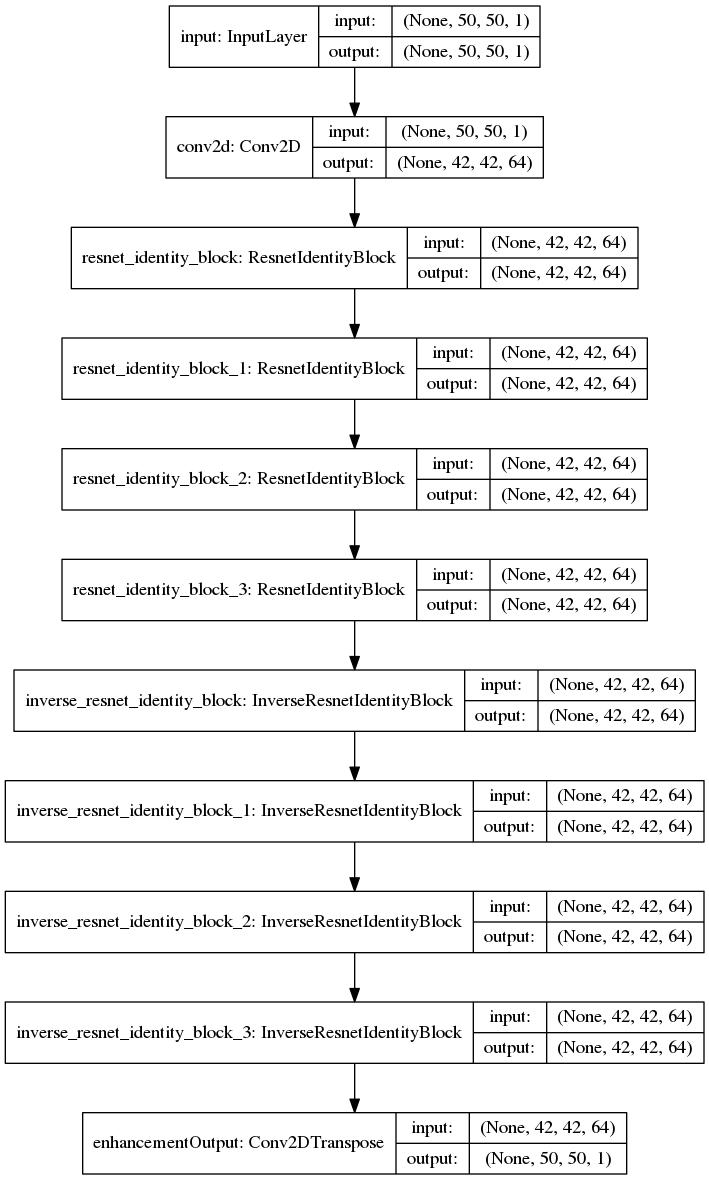 input: InputLayer
input: (None, 50, 50, 1)
output: (None, 50, 50, 1)
conv2d: Conv2D
input: (None, 50, 50, 1)
output: (None, 42, 42, 64)
resnet_identity_block: ResnetIdentityBlock
input: (None, 42, 42, 64)
output: (None, 42, 42, 64)
resnet_identity_block_1: ResnetIdentityBlock
input: (None, 42, 42, 64)
output: (None, 42, 42, 64)
resnet_identity_block_2: ResnetIdentityBlock
input: (None, 42, 42, 64)
output: (None, 42, 42, 64)
resnet_identity_block_3: ResnetIdentityBlock
input: (None, 42, 42, 64)
output: (None, 42, 42, 64)
inverse_resnet_identity_block: InverseResnetIdentityBlock
input: (None, 42, 42, 64)
output: (None, 42, 42, 64)
inverse_resnet_identity_block_1: InverseResnetIdentityBlock
input: (None, 42, 42, 64)
output: (None, 42, 42, 64)
inverse_resnet_identity_block_2: InverseResnetIdentityBlock
input: (None, 42, 42, 64)
output: (None, 42, 42, 64)
inverse_resnet_identity_block_3: InverseResnetIdentityBlock
input: (None, 42, 42, 64)
output: (None, 42, 42, 64)
enhancementOutput: Conv2DTranspose
input: (None, 42, 42, 64)
output: (None, 50, 50, 1)